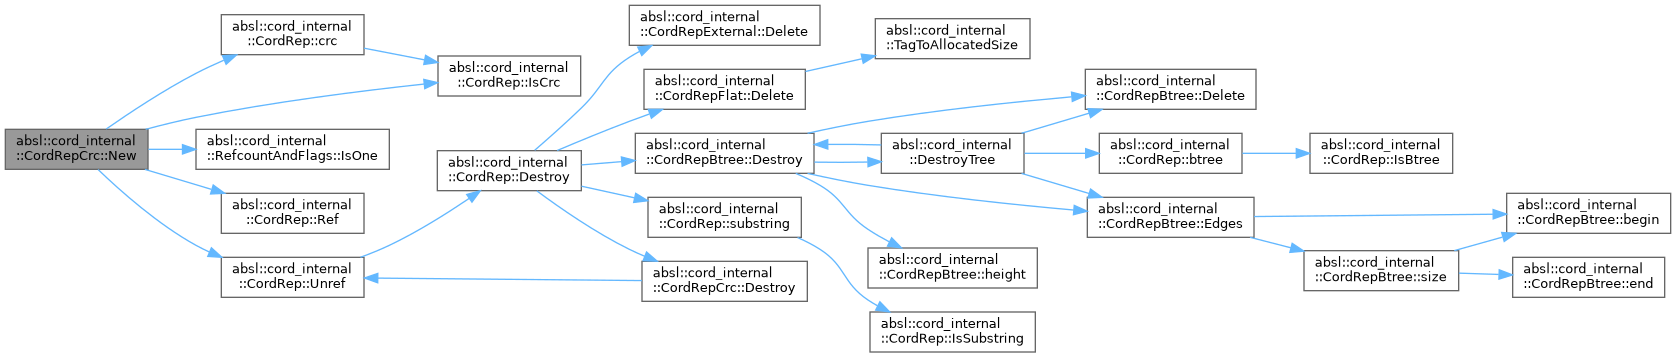 absl::cord_internal
::CordRepCrc::New
absl::cord_internal
::CordRep::crc
absl::cord_internal
::CordRep::IsCrc
absl::cord_internal
::RefcountAndFlags::IsOne
absl::cord_internal
::CordRep::Ref
absl::cord_internal
::CordRep::Unref
absl::cord_internal
::CordRep::Destroy
absl::cord_internal
::CordRepExternal::Delete
absl::cord_internal
::CordRepFlat::Delete
absl::cord_internal
::TagToAllocatedSize
absl::cord_internal
::CordRepBtree::Destroy
absl::cord_internal
::CordRep::substring
absl::cord_internal
::CordRepCrc::Destroy
absl::cord_internal
::DestroyTree
absl::cord_internal
::CordRepBtree::height
absl::cord_internal
::CordRep::IsSubstring
absl::cord_internal
::CordRepBtree::Delete
absl::cord_internal
::CordRep::btree
absl::cord_internal
::CordRep::IsBtree
absl::cord_internal
::CordRepBtree::Edges
absl::cord_internal
::CordRepBtree::size
absl::cord_internal
::CordRepBtree::begin
absl::cord_internal
::CordRepBtree::end